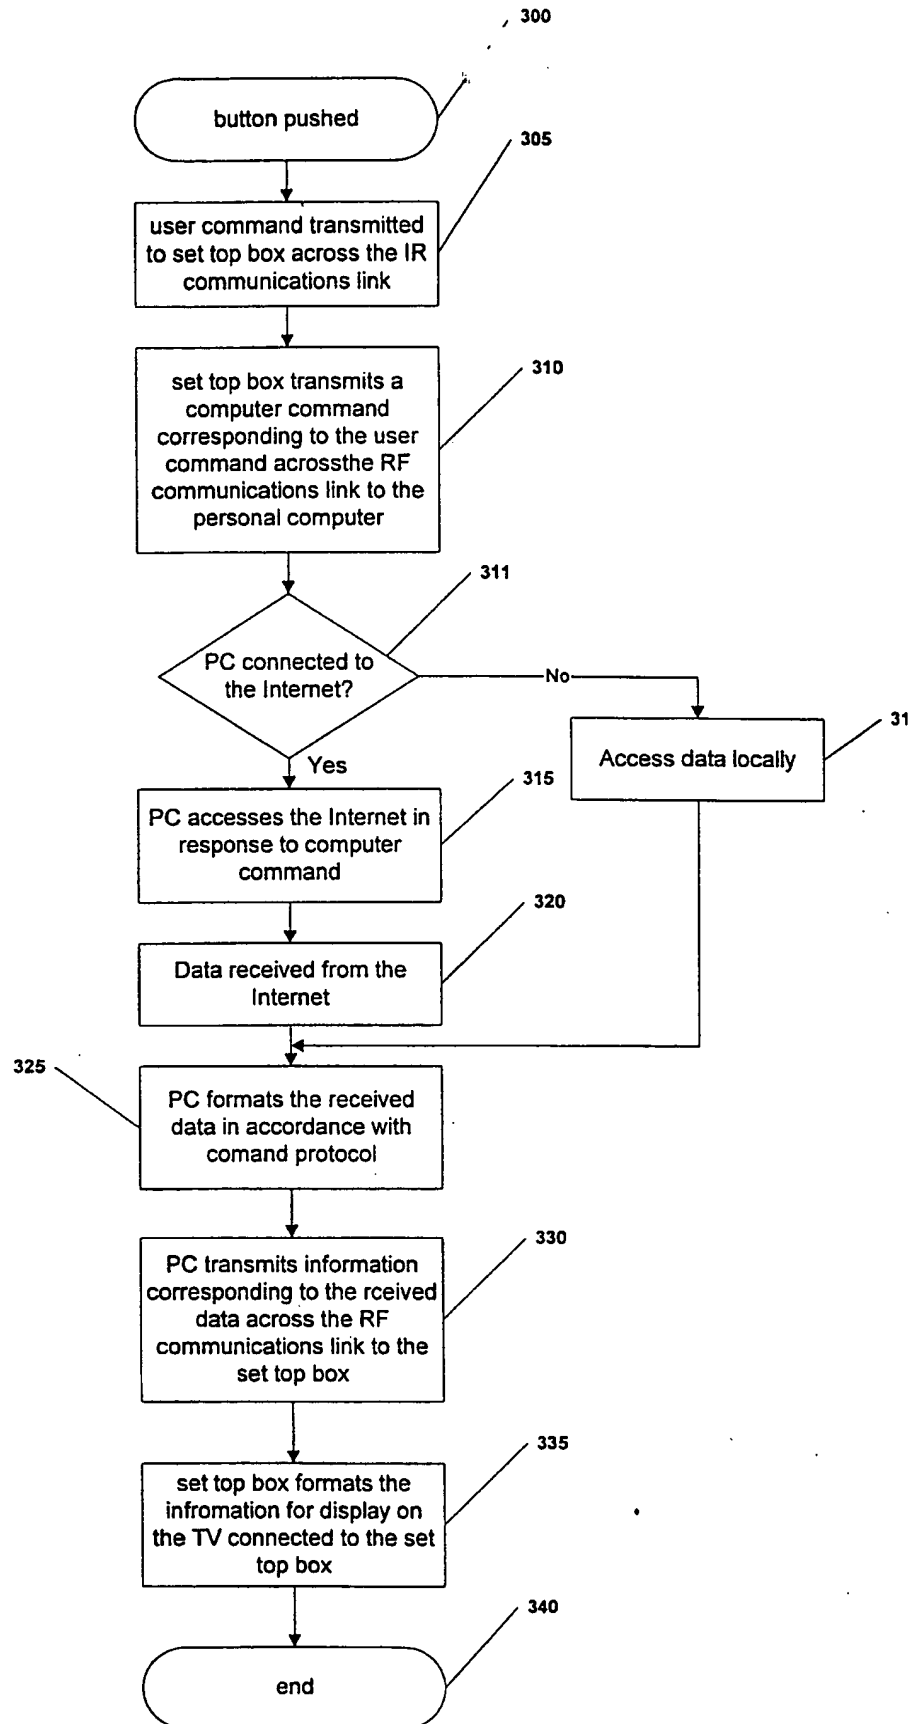 300
button pushed
305
user command transmitted
to set top box across the IR
communications link
310
set top box transmits a
computer command
corresponding to the user
command acrossthe RF
communications link to the
personal computer
311
PC connected to
the Internet?
No
31
Access data locally
Yes
315
PC accesses the Internet in
response to computer
command
320
Data received from the
Internet
325
PC formats the received
data in accordance with
comand protocol
330
PC transmits information
corresponding to the rceived
data across the RF
communications link to the
set top box
335
set top box formats the
infromation for display on
the TV connected to the set
top box
340
end